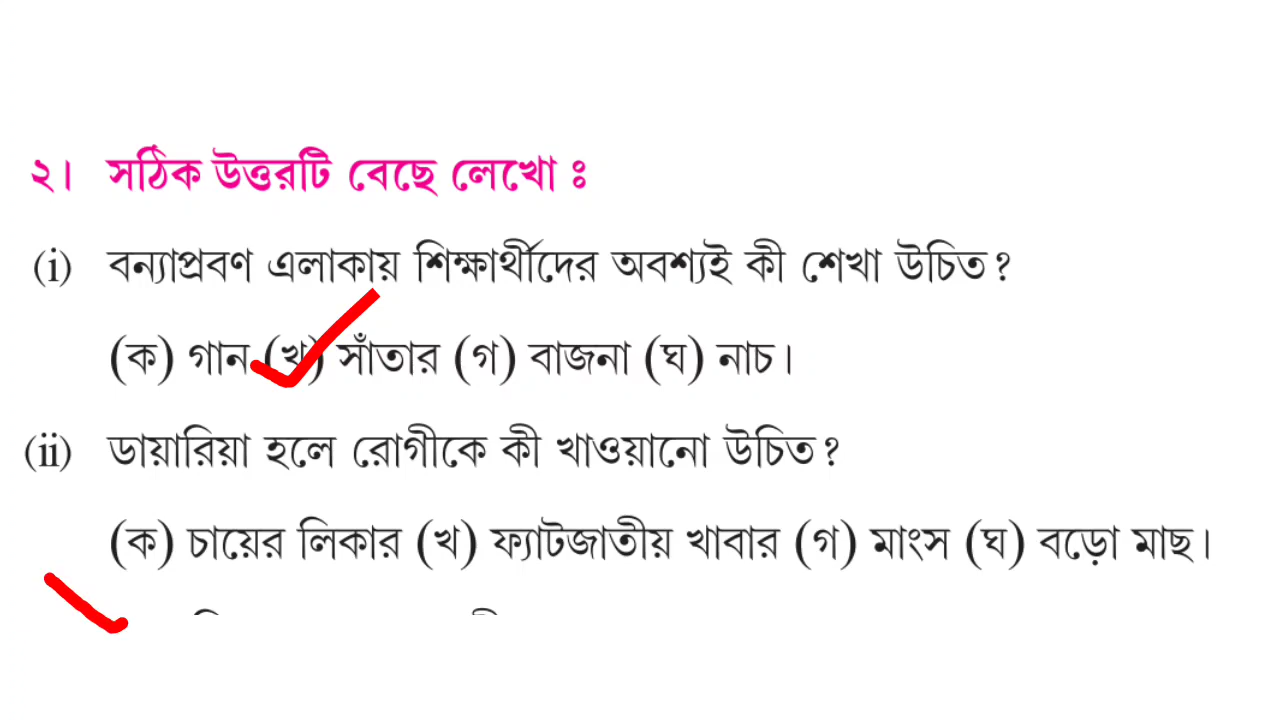 ২। সঠিক উত্তরটি বেছে লেখো ঃ
(i) বন্যাপ্রবণ এলাকায় শিক্ষার্থীদের অবশ্যই কী শেখা উচিত?
(ক) গান (খ) সাঁতার (গ) বাজনা (ঘ) নাচ।
(ii) ডায়ারিয়া হলে রোগীকে কী খাওয়ানো উচিত?
(ক) চায়ের লিকার (খ) ফ্যাটজাতীয় খাবার (গ) মাংস (ঘ) বড়ো মাছ।